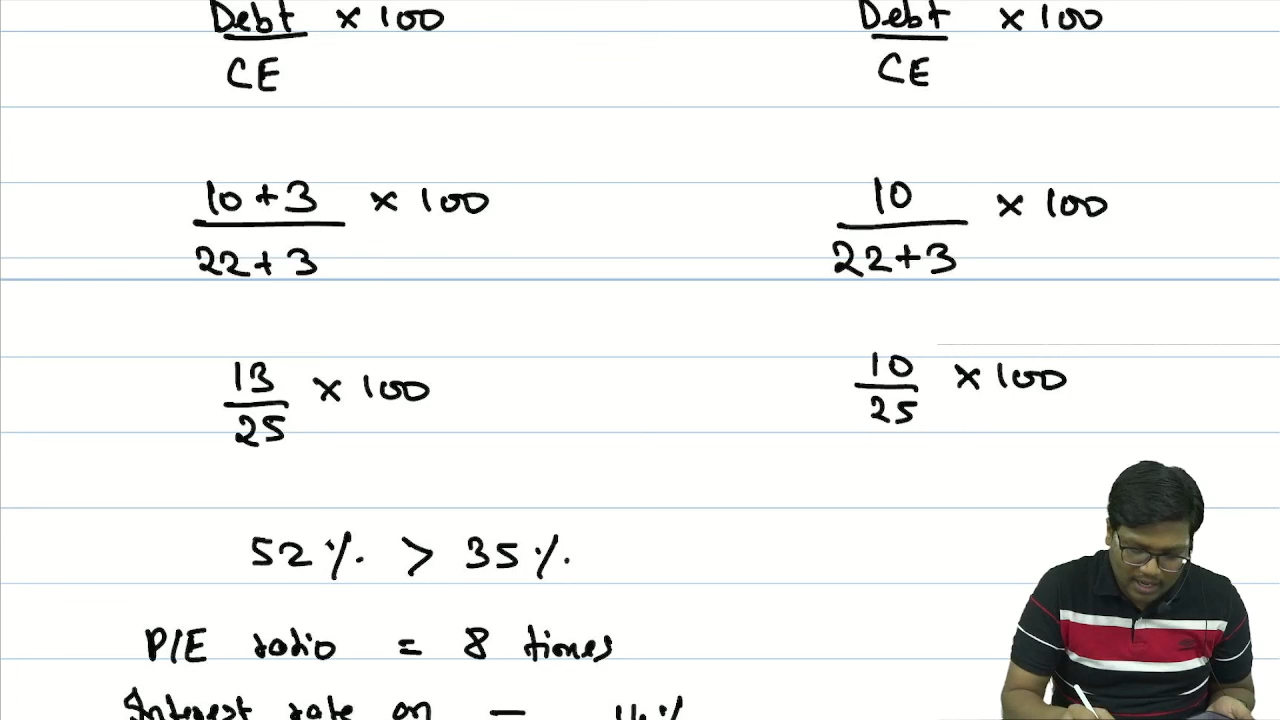 Debt × 100
CE
10 + 3 × 100
22 + 3
13 × 100
25
52 % > 35 %.
P/E ratio = 8 times
Interest rate on =
Debt × 100
CE
10 × 100
22 + 3
10 × 100
25